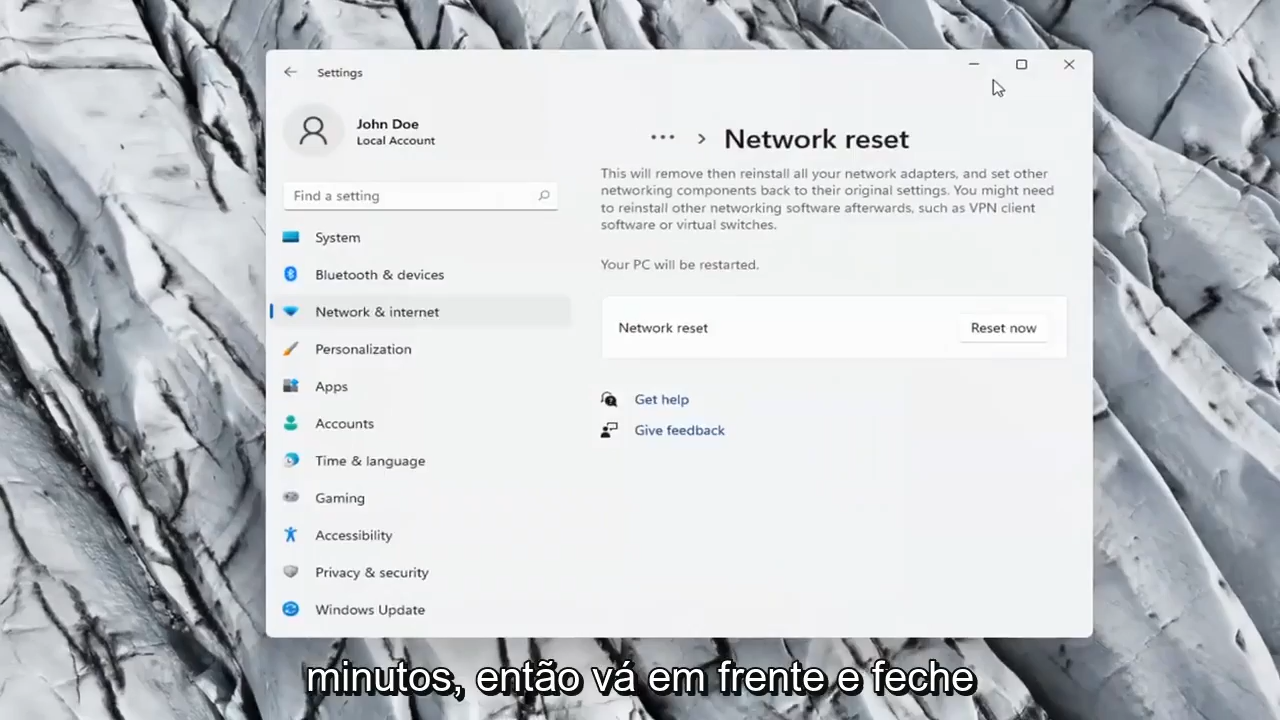 Settings
John Doe
Local Account
Find a setting
System
Bluetooth & devices
Network & internet
Personalization
Apps
Accounts
Time & language
Gaming
Accessibility
Privacy & security
Windows Update
... > Network reset
This will remove then reinstall all your network adapters, and set other
networking components back to their original settings. You might need
to reinstall other networking software afterwards, such as VPN client
software or virtual switches.
Your PC will be restarted.
Network reset Reset now
Get help
Give feedback
minutos, então vá em frente e feche